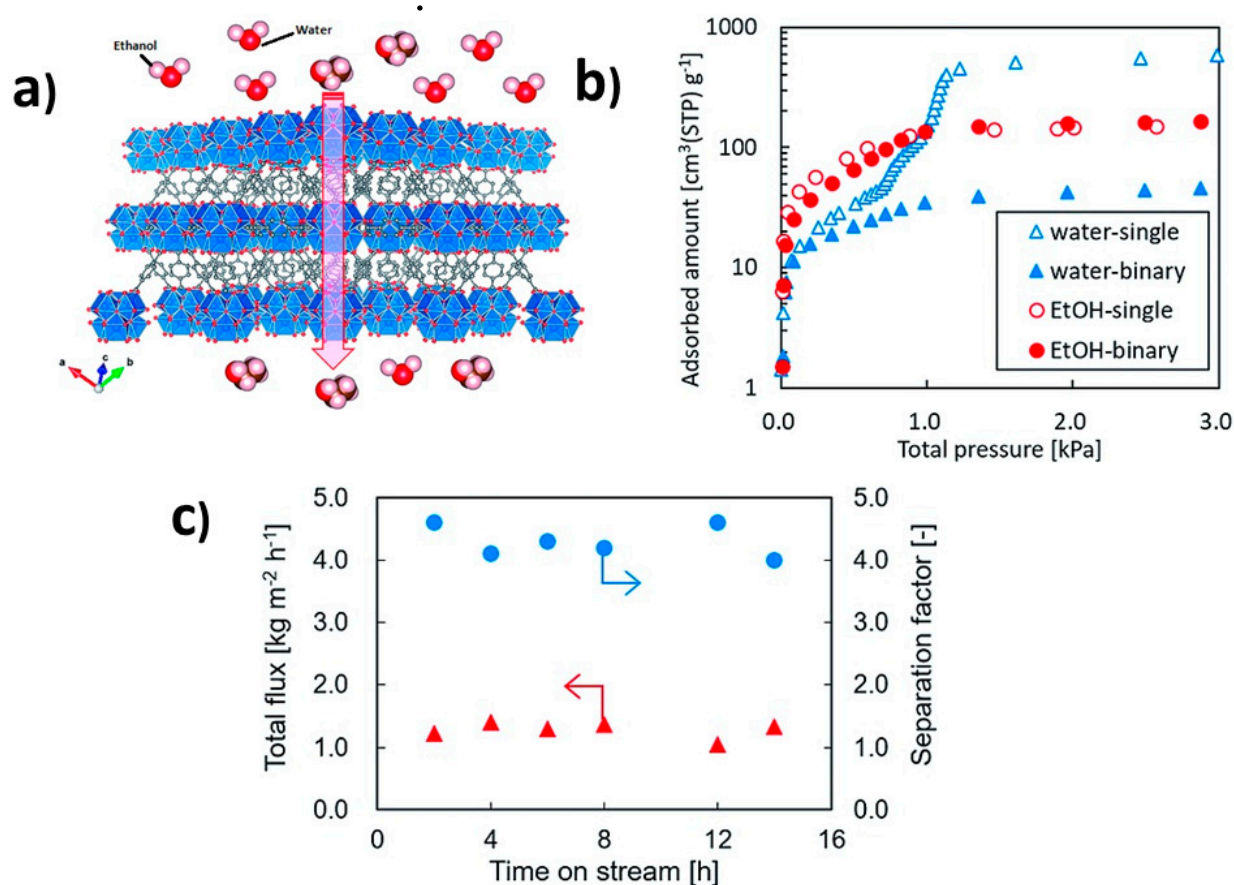 a)
Ethanol
Water
a
c
b
b)
Adsorbed amount [cm³(STP) g⁻¹]
1000
100
10
1
0.0 1.0 2.0 3.0
Total pressure [kPa]
water-single
water-binary
EtOH-single
EtOH-binary
c)
Total flux [kg m⁻² h⁻¹]
5.0
4.0
3.0
2.0
1.0
0.0
5.0
4.0
3.0
2.0
1.0
0.0
Separation factor [-]
0 4 8 12 16
Time on stream [h]